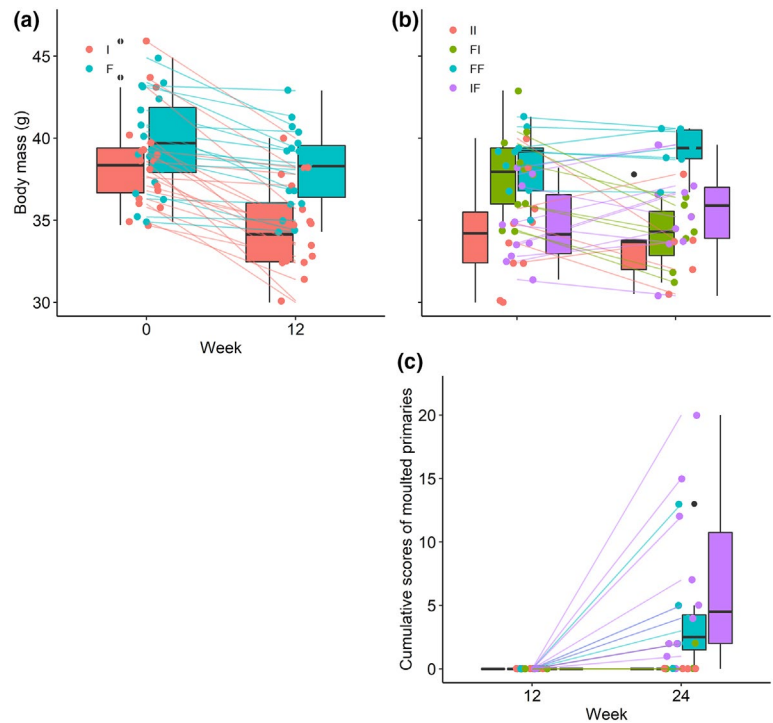 (a)
I
F
Body mass (g)
45
40
35
30
0
12
Week
(b)
II
FI
FF
IF
(c)
Cumulative scores of moulted primaries
20
15
10
5
0
12
24
Week